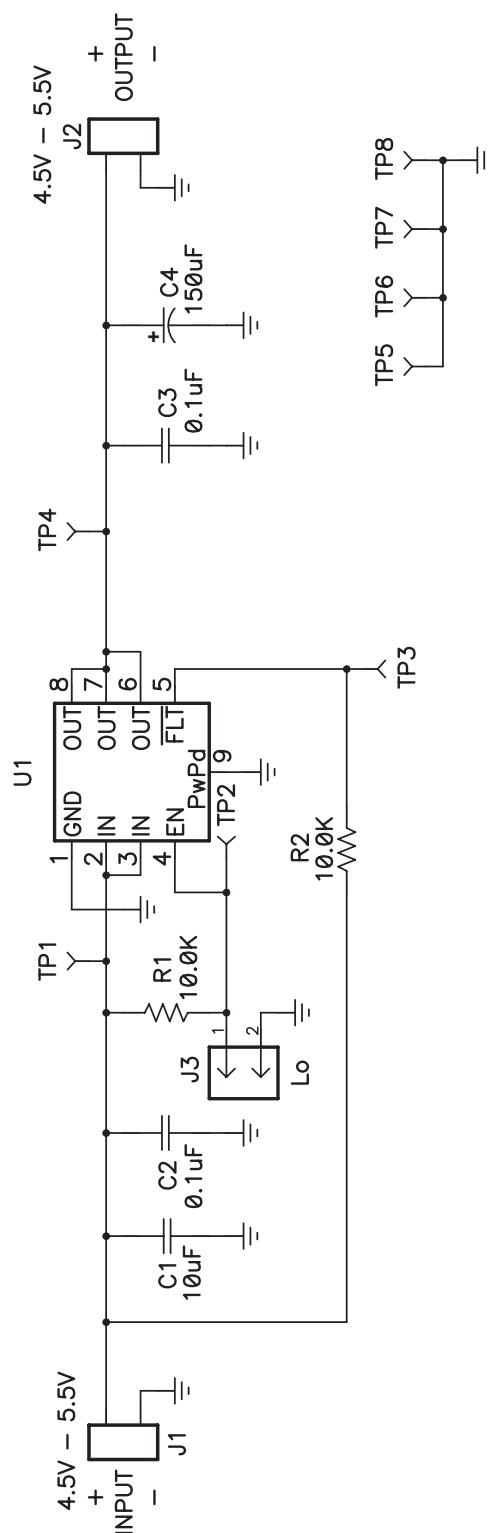 4.5V – 5.5V
+
INPUT
–
J1
C1
10uF
C2
0.1uF
J3
1
2
Lo
R1
10.0K
TP1
TP2
R2
10.0K
U1
1
GND
2
IN
3
IN
4
EN
8
OUT
7
OUT
6
OUT
5
FLT
PwPd
9
TP3
TP4
C3
0.1uF
+
C4
150uF
4.5V – 5.5V
J2
+
OUTPUT
–
TP5
TP6
TP7
TP8